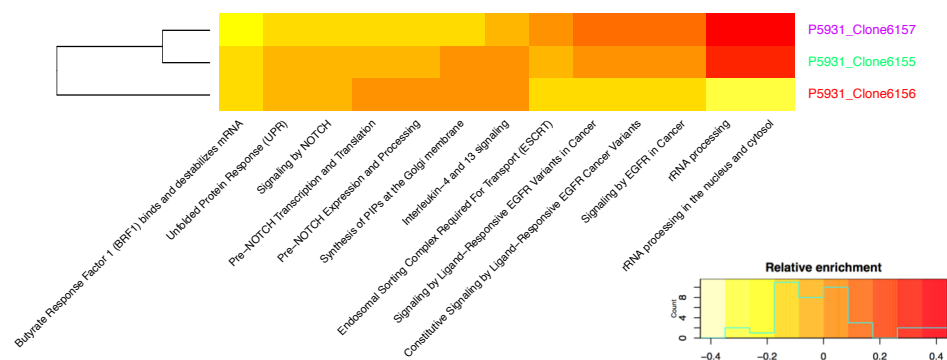 P5931_Clone6157
P5931_Clone6155
P5931_Clone6156
Butyrate Response Factor 1 (BRF1) binds and destabilizes mRNA
Unfolded Protein Response (UPR)
Signaling by NOTCH
Pre−NOTCH Transcription and Translation
Pre−NOTCH Expression and Processing
Synthesis of PIPs at the Golgi membrane
Interleukin−4 and 13 signaling
Endosomal Sorting Complex Required For Transport (ESCRT)
Signaling by Ligand−Responsive EGFR Variants in Cancer
Constitutive Signaling by Ligand−Responsive EGFR Cancer Variants
Signaling by EGFR in Cancer
rRNA processing
rRNA processing in the nucleus and cytosol
Relative enrichment
Count
8
4
0
−0.4 −0.2 0 0.2 0.4